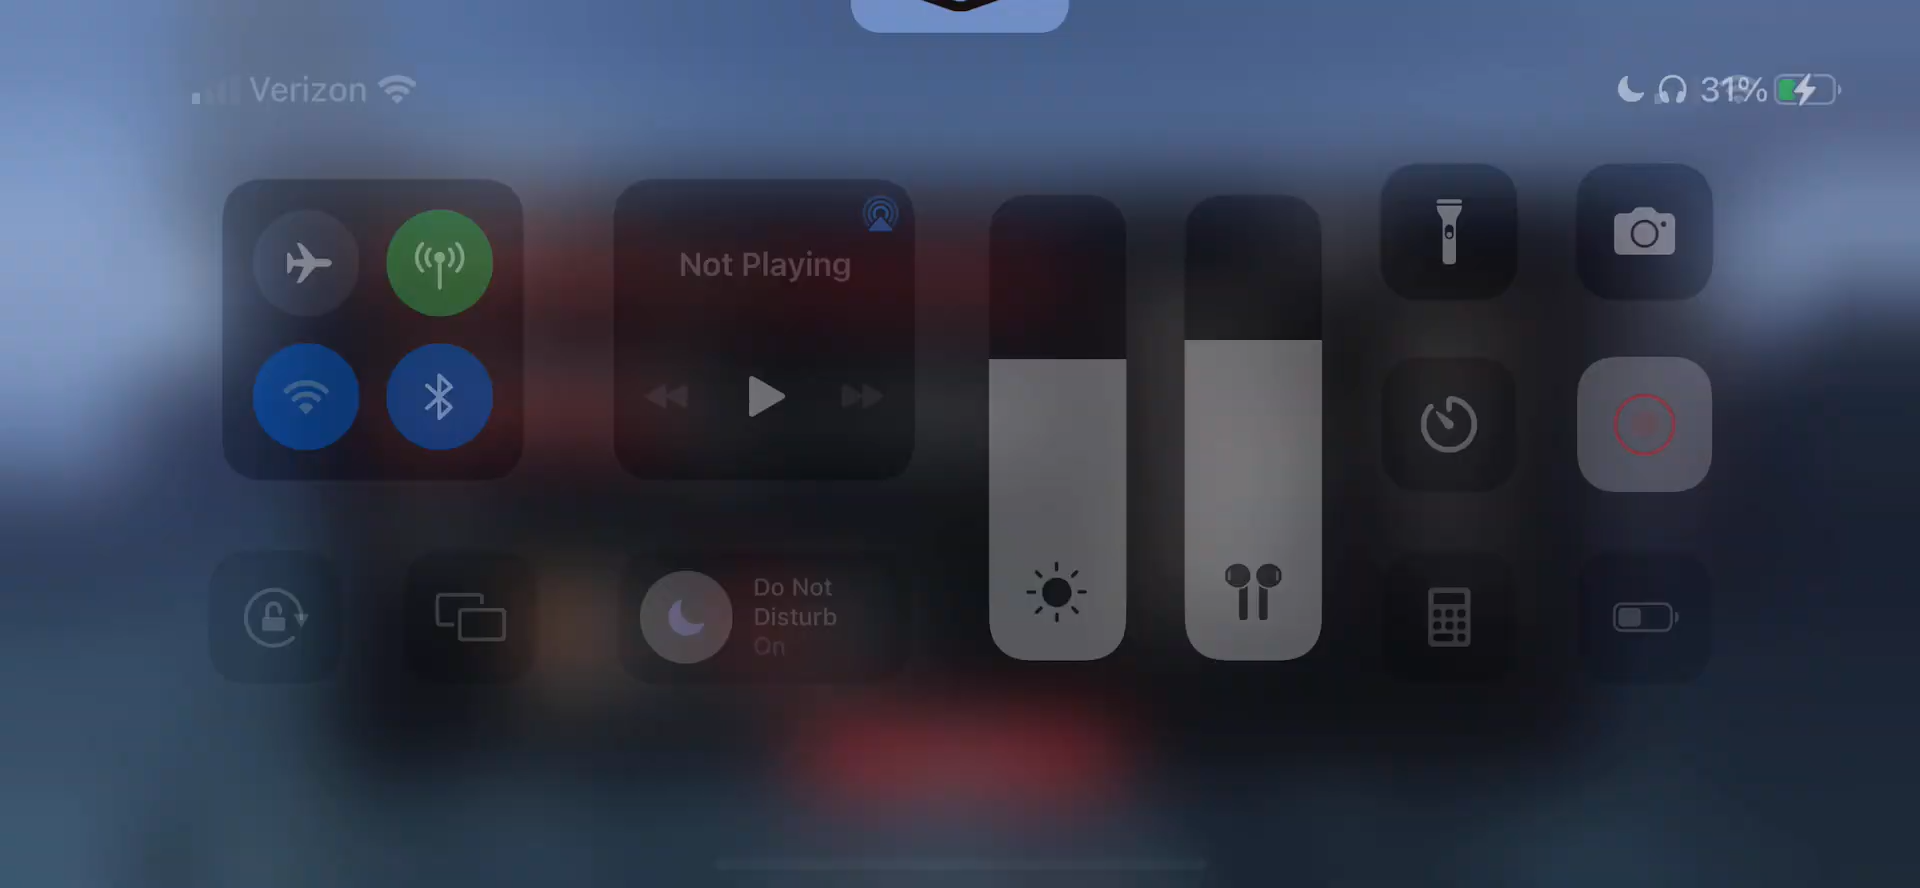 Verizon
31%
Not Playing
Do Not
Disturb
On